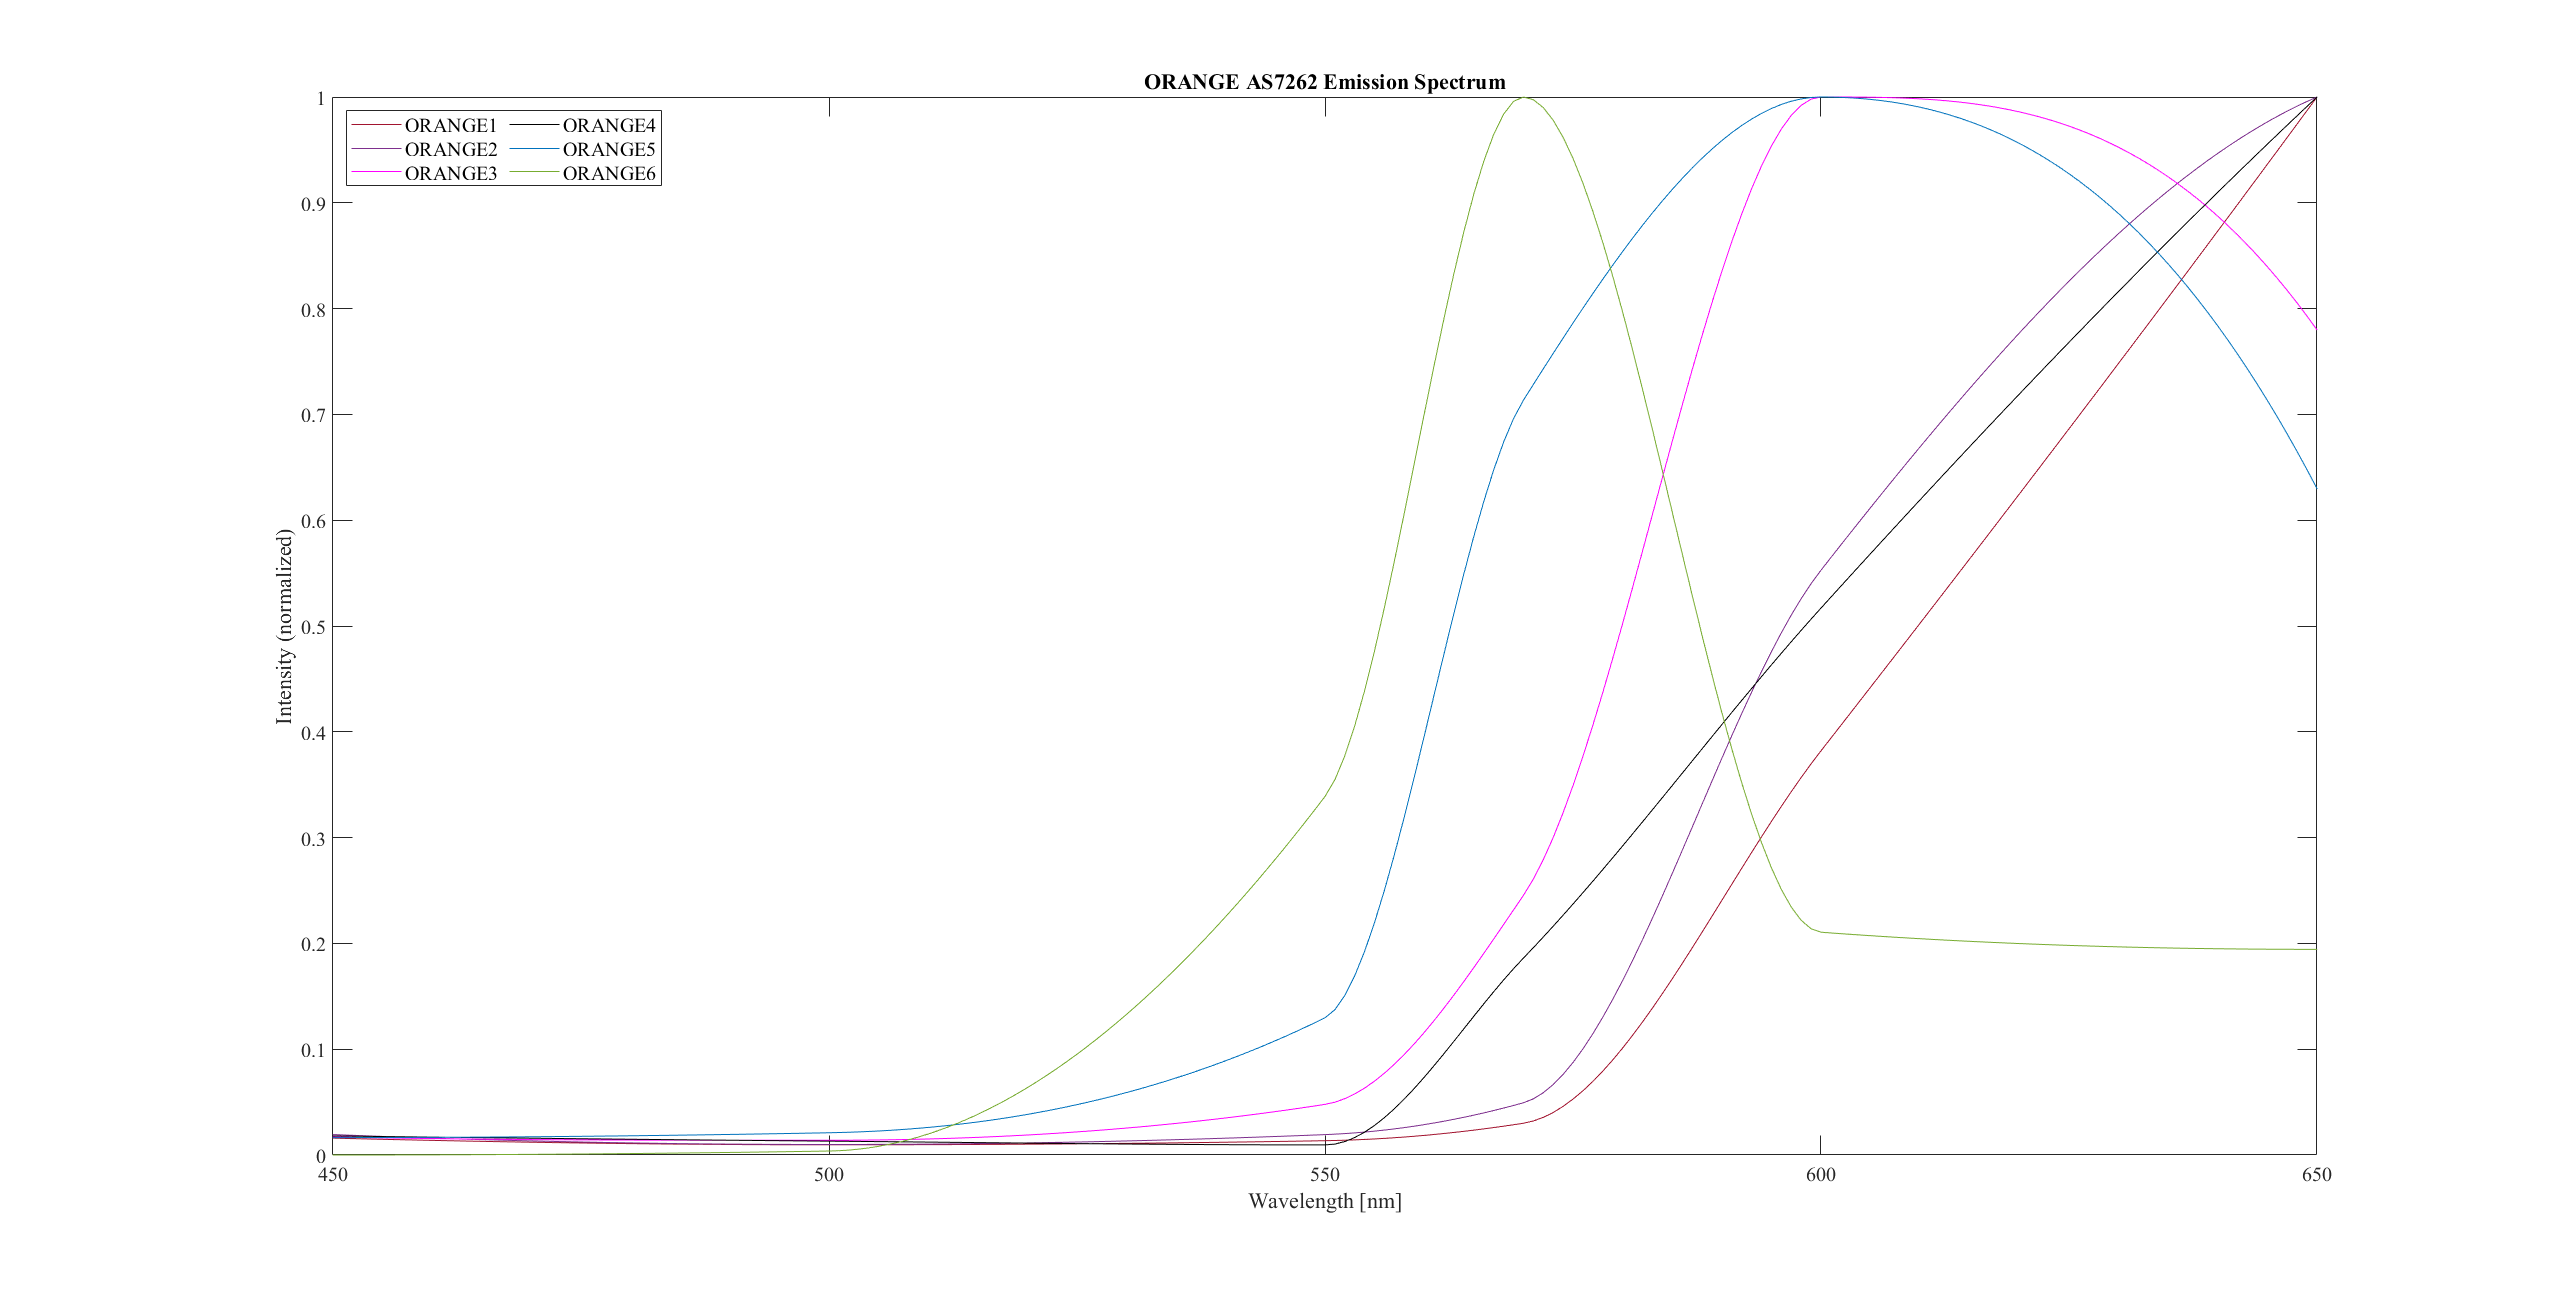 ORANGE AS7262 Emission Spectrum
ORANGE1 ORANGE4
ORANGE2 ORANGE5
ORANGE3 ORANGE6
1
0.9
0.8
0.7
0.6
0.5
0.4
0.3
0.2
0.1
0
Intensity (normalized)
450 500 550 600 650
Wavelength [nm]